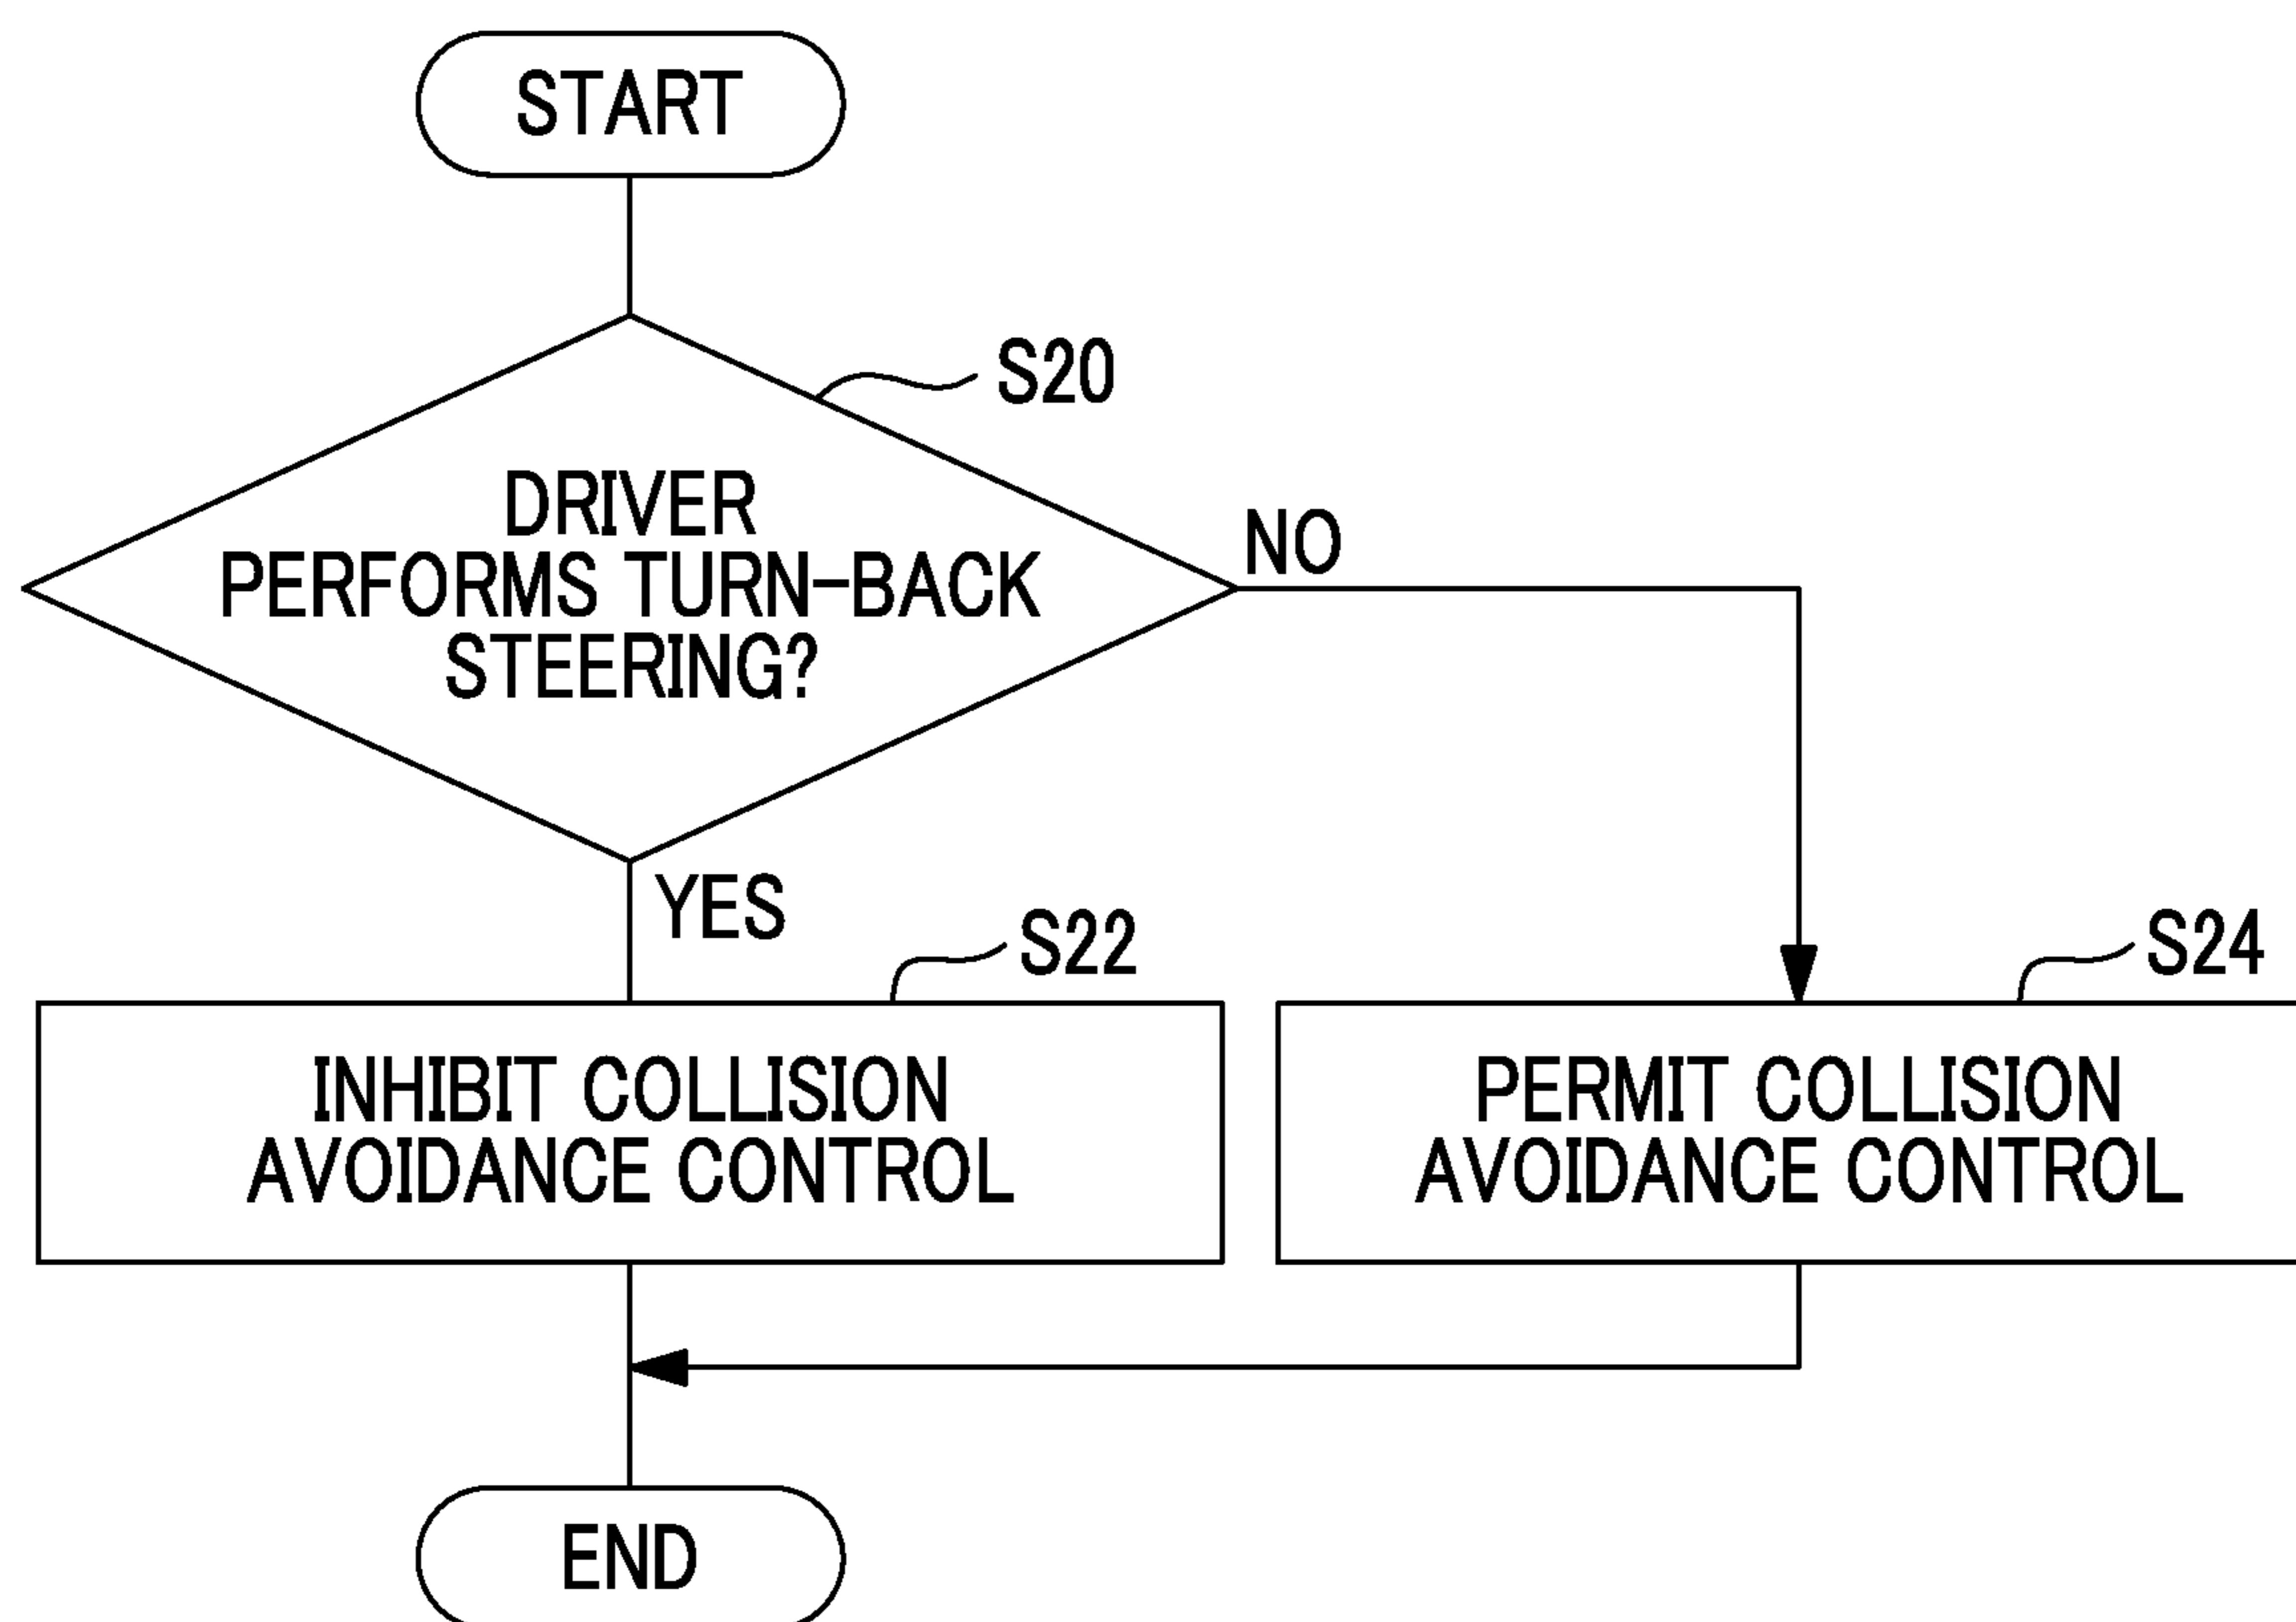 START
S20
DRIVER
PERFORMS TURN-BACK
STEERING?
NO
YES
S22
S24
INHIBIT COLLISION
AVOIDANCE CONTROL
PERMIT COLLISION
AVOIDANCE CONTROL
END